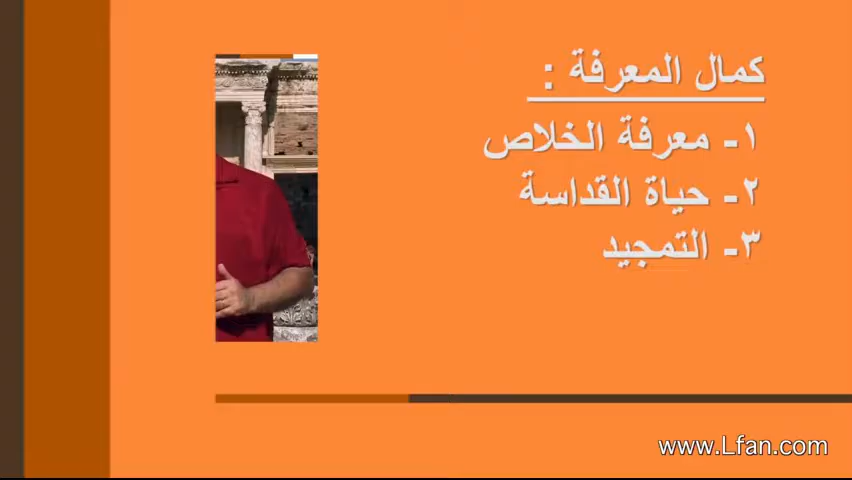 كمال المعرفة :
١- معرفة الخلاص
٢- حياة القداسة
٣- التمجيد
www.Lfan.com